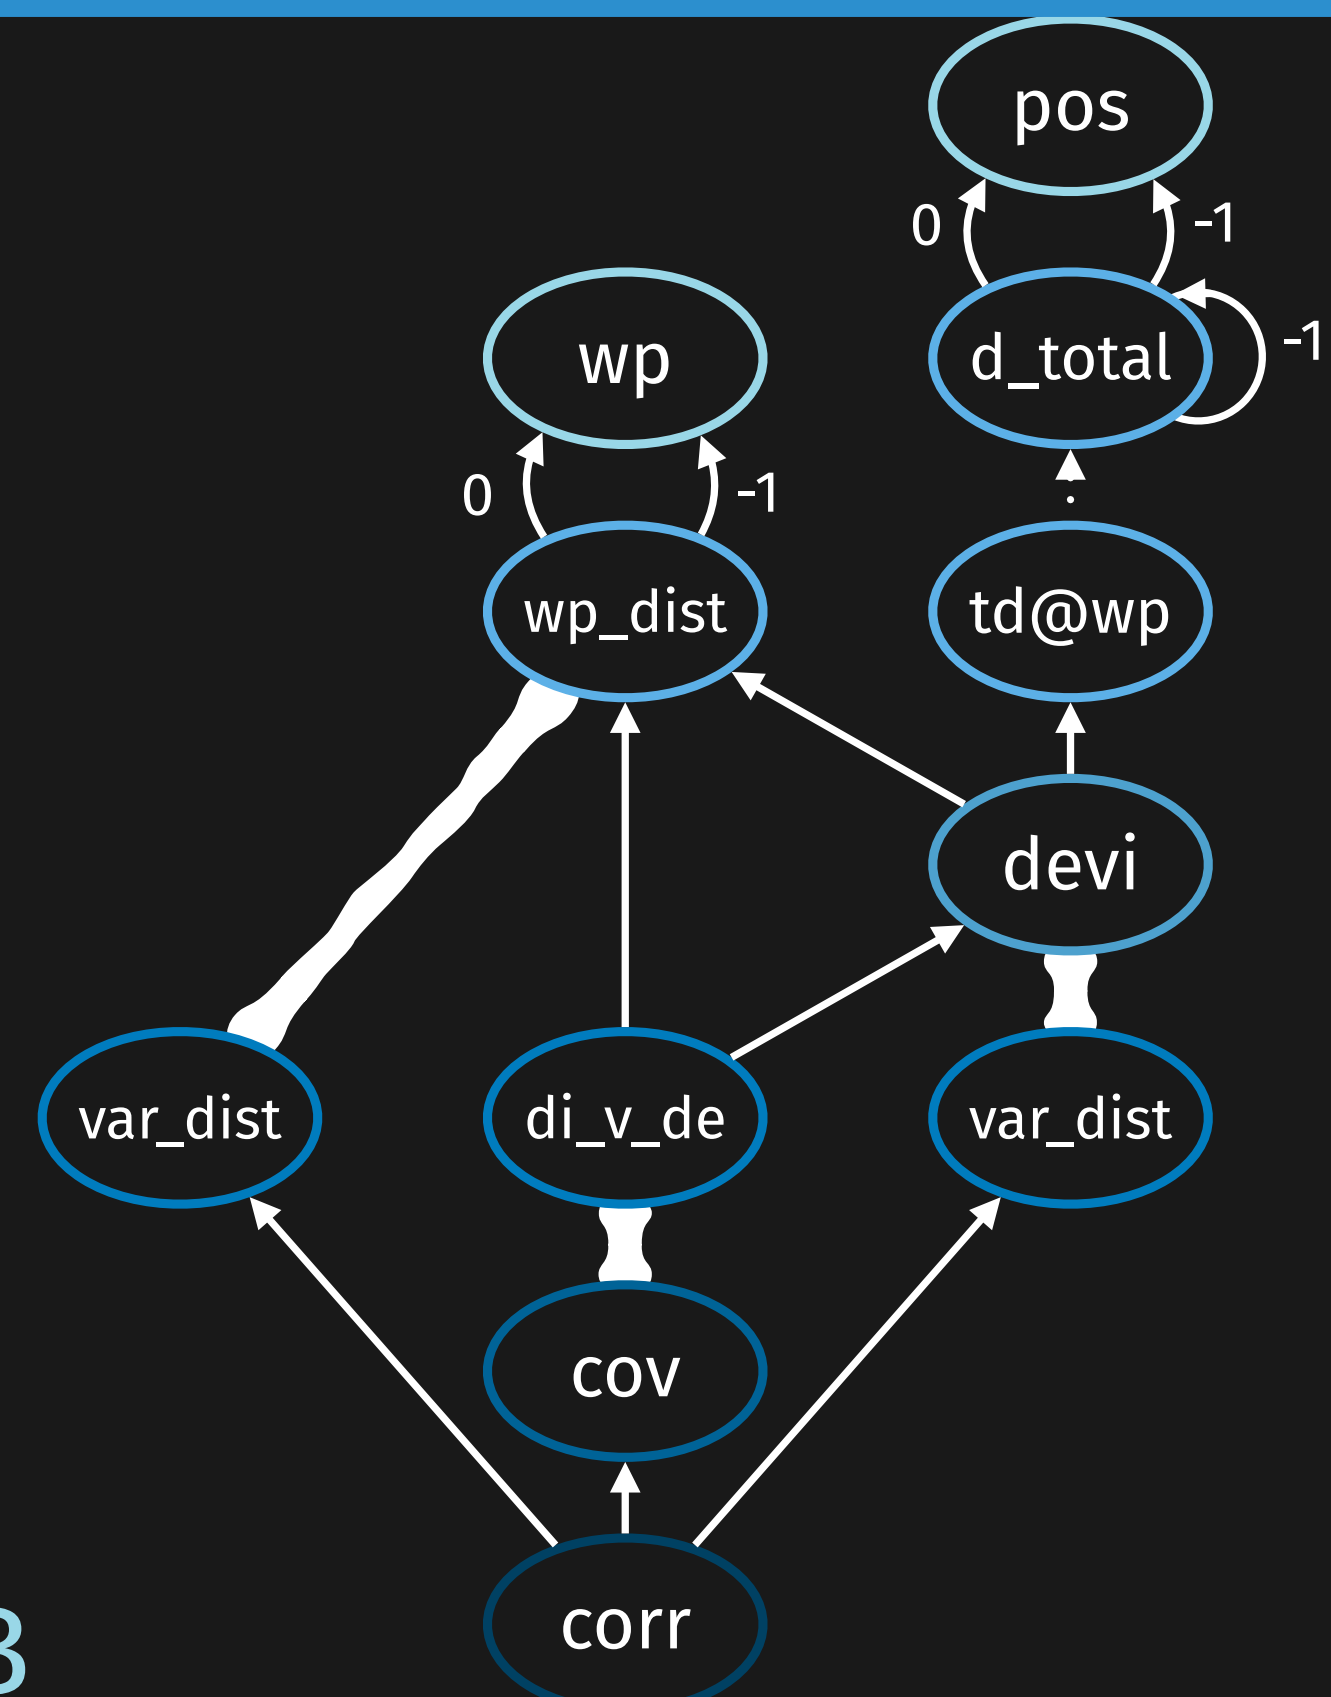 pos
0
-1
wp
d_total
-1
0
-1
wp_dist
td@wp
devi
var_dist
di_v_de
var_dist
cov
corr